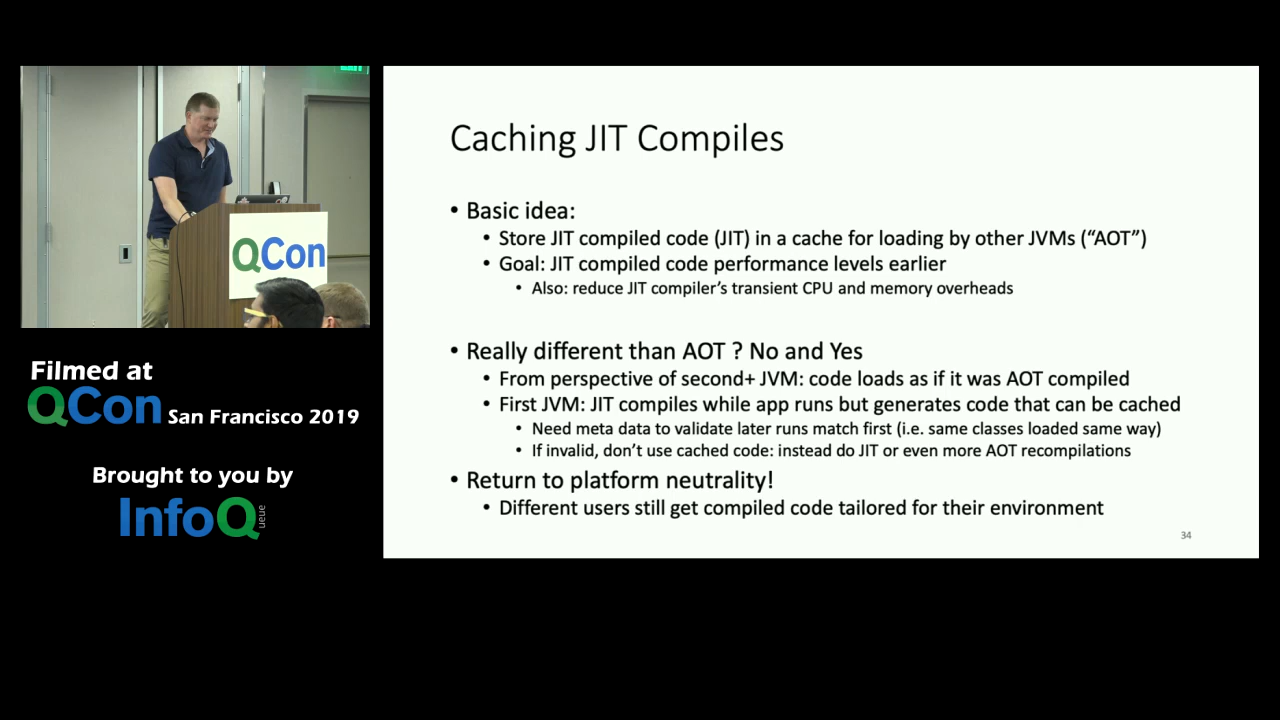 EXIT
QCon
Filmed at
QCon San Francisco 2019
Brought to you by
InfoQueue
Caching JIT Compiles
• Basic idea:
• Store JIT compiled code (JIT) in a cache for loading by other JVMs (“AOT”)
• Goal: JIT compiled code performance levels earlier
• Also: reduce JIT compiler’s transient CPU and memory overheads
• Really different than AOT ? No and Yes
• From perspective of second+ JVM: code loads as if it was AOT compiled
• First JVM: JIT compiles while app runs but generates code that can be cached
• Need meta data to validate later runs match first (i.e. same classes loaded same way)
• If invalid, don’t use cached code: instead do JIT or even more AOT recompilations
• Return to platform neutrality!
• Different users still get compiled code tailored for their environment
34